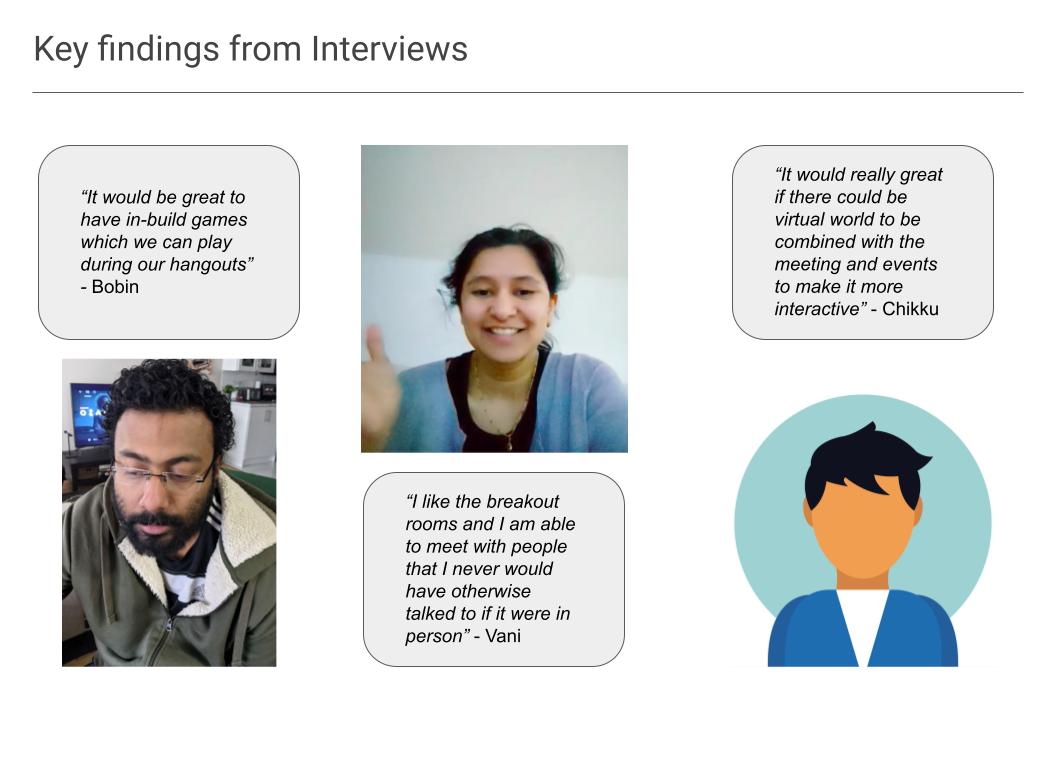 Key findings from Interviews
“It would be great to
have in-build games
which we can play
during our hangouts”
- Bobin
“I like the breakout
rooms and I am able
to meet with people
that I never would
have otherwise
talked to if it were in
person” - Vani
“It would really great
if there could be
virtual world to be
combined with the
meeting and events
to make it more
interactive” - Chikku